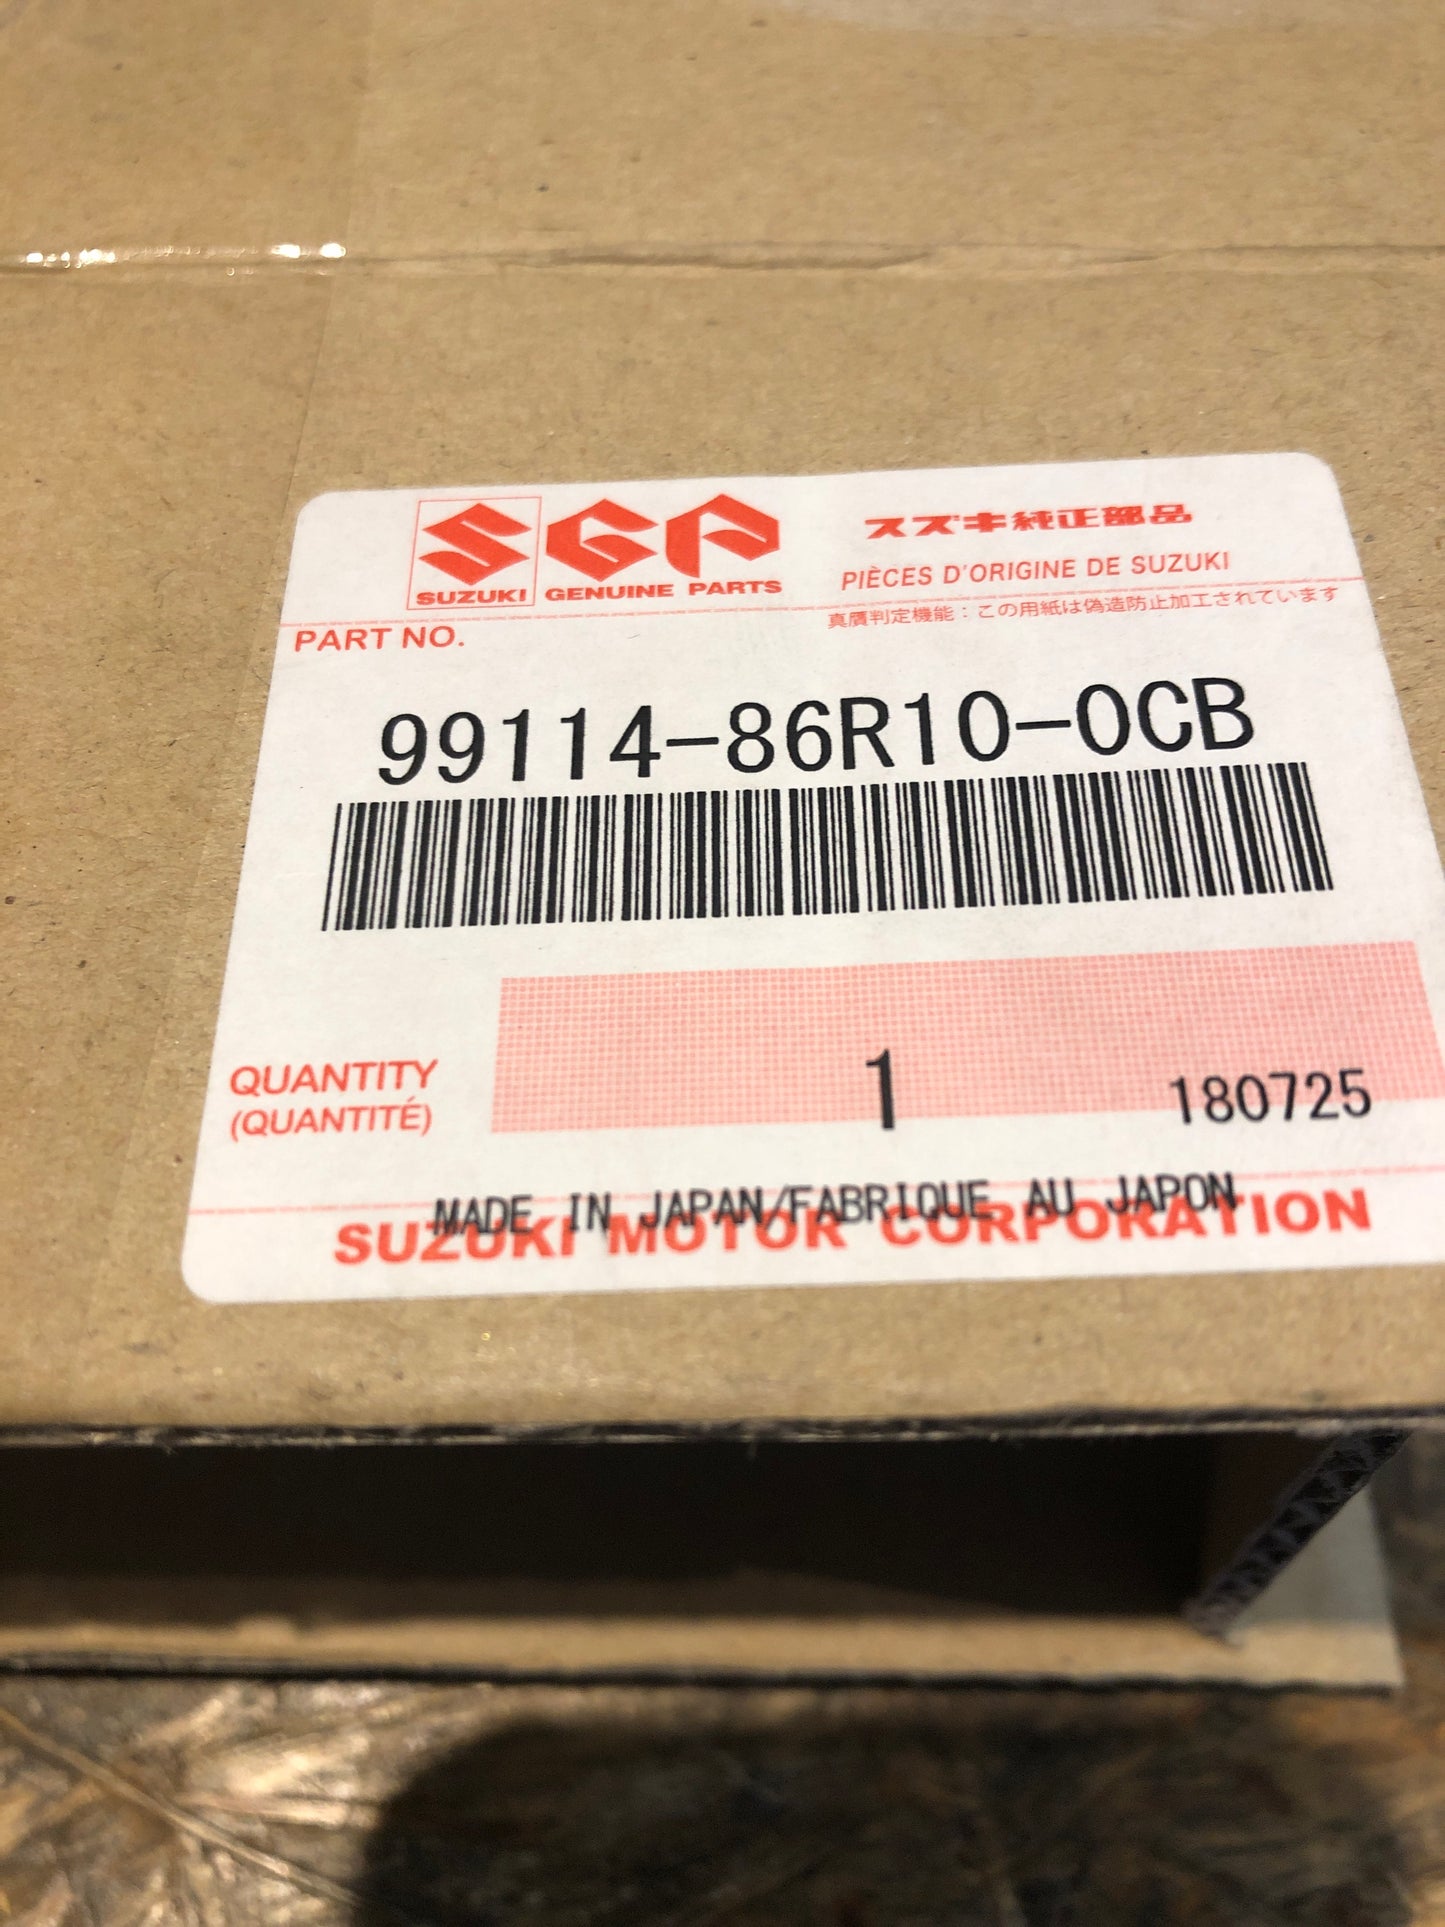 SGP
スズキ純正部品
SUZUKI GENUINE PARTS
PIÈCES D'ORIGINE DE SUZUKI
真贋判定機能：この用紙は偽造防止加工されています
PART NO.
99114-86R10-0CB
QUANTITY
(QUANTITÉ)
1
180725
MADE IN JAPAN/FABRIQUE AU JAPON
SUZUKI MOTOR CORPORATION